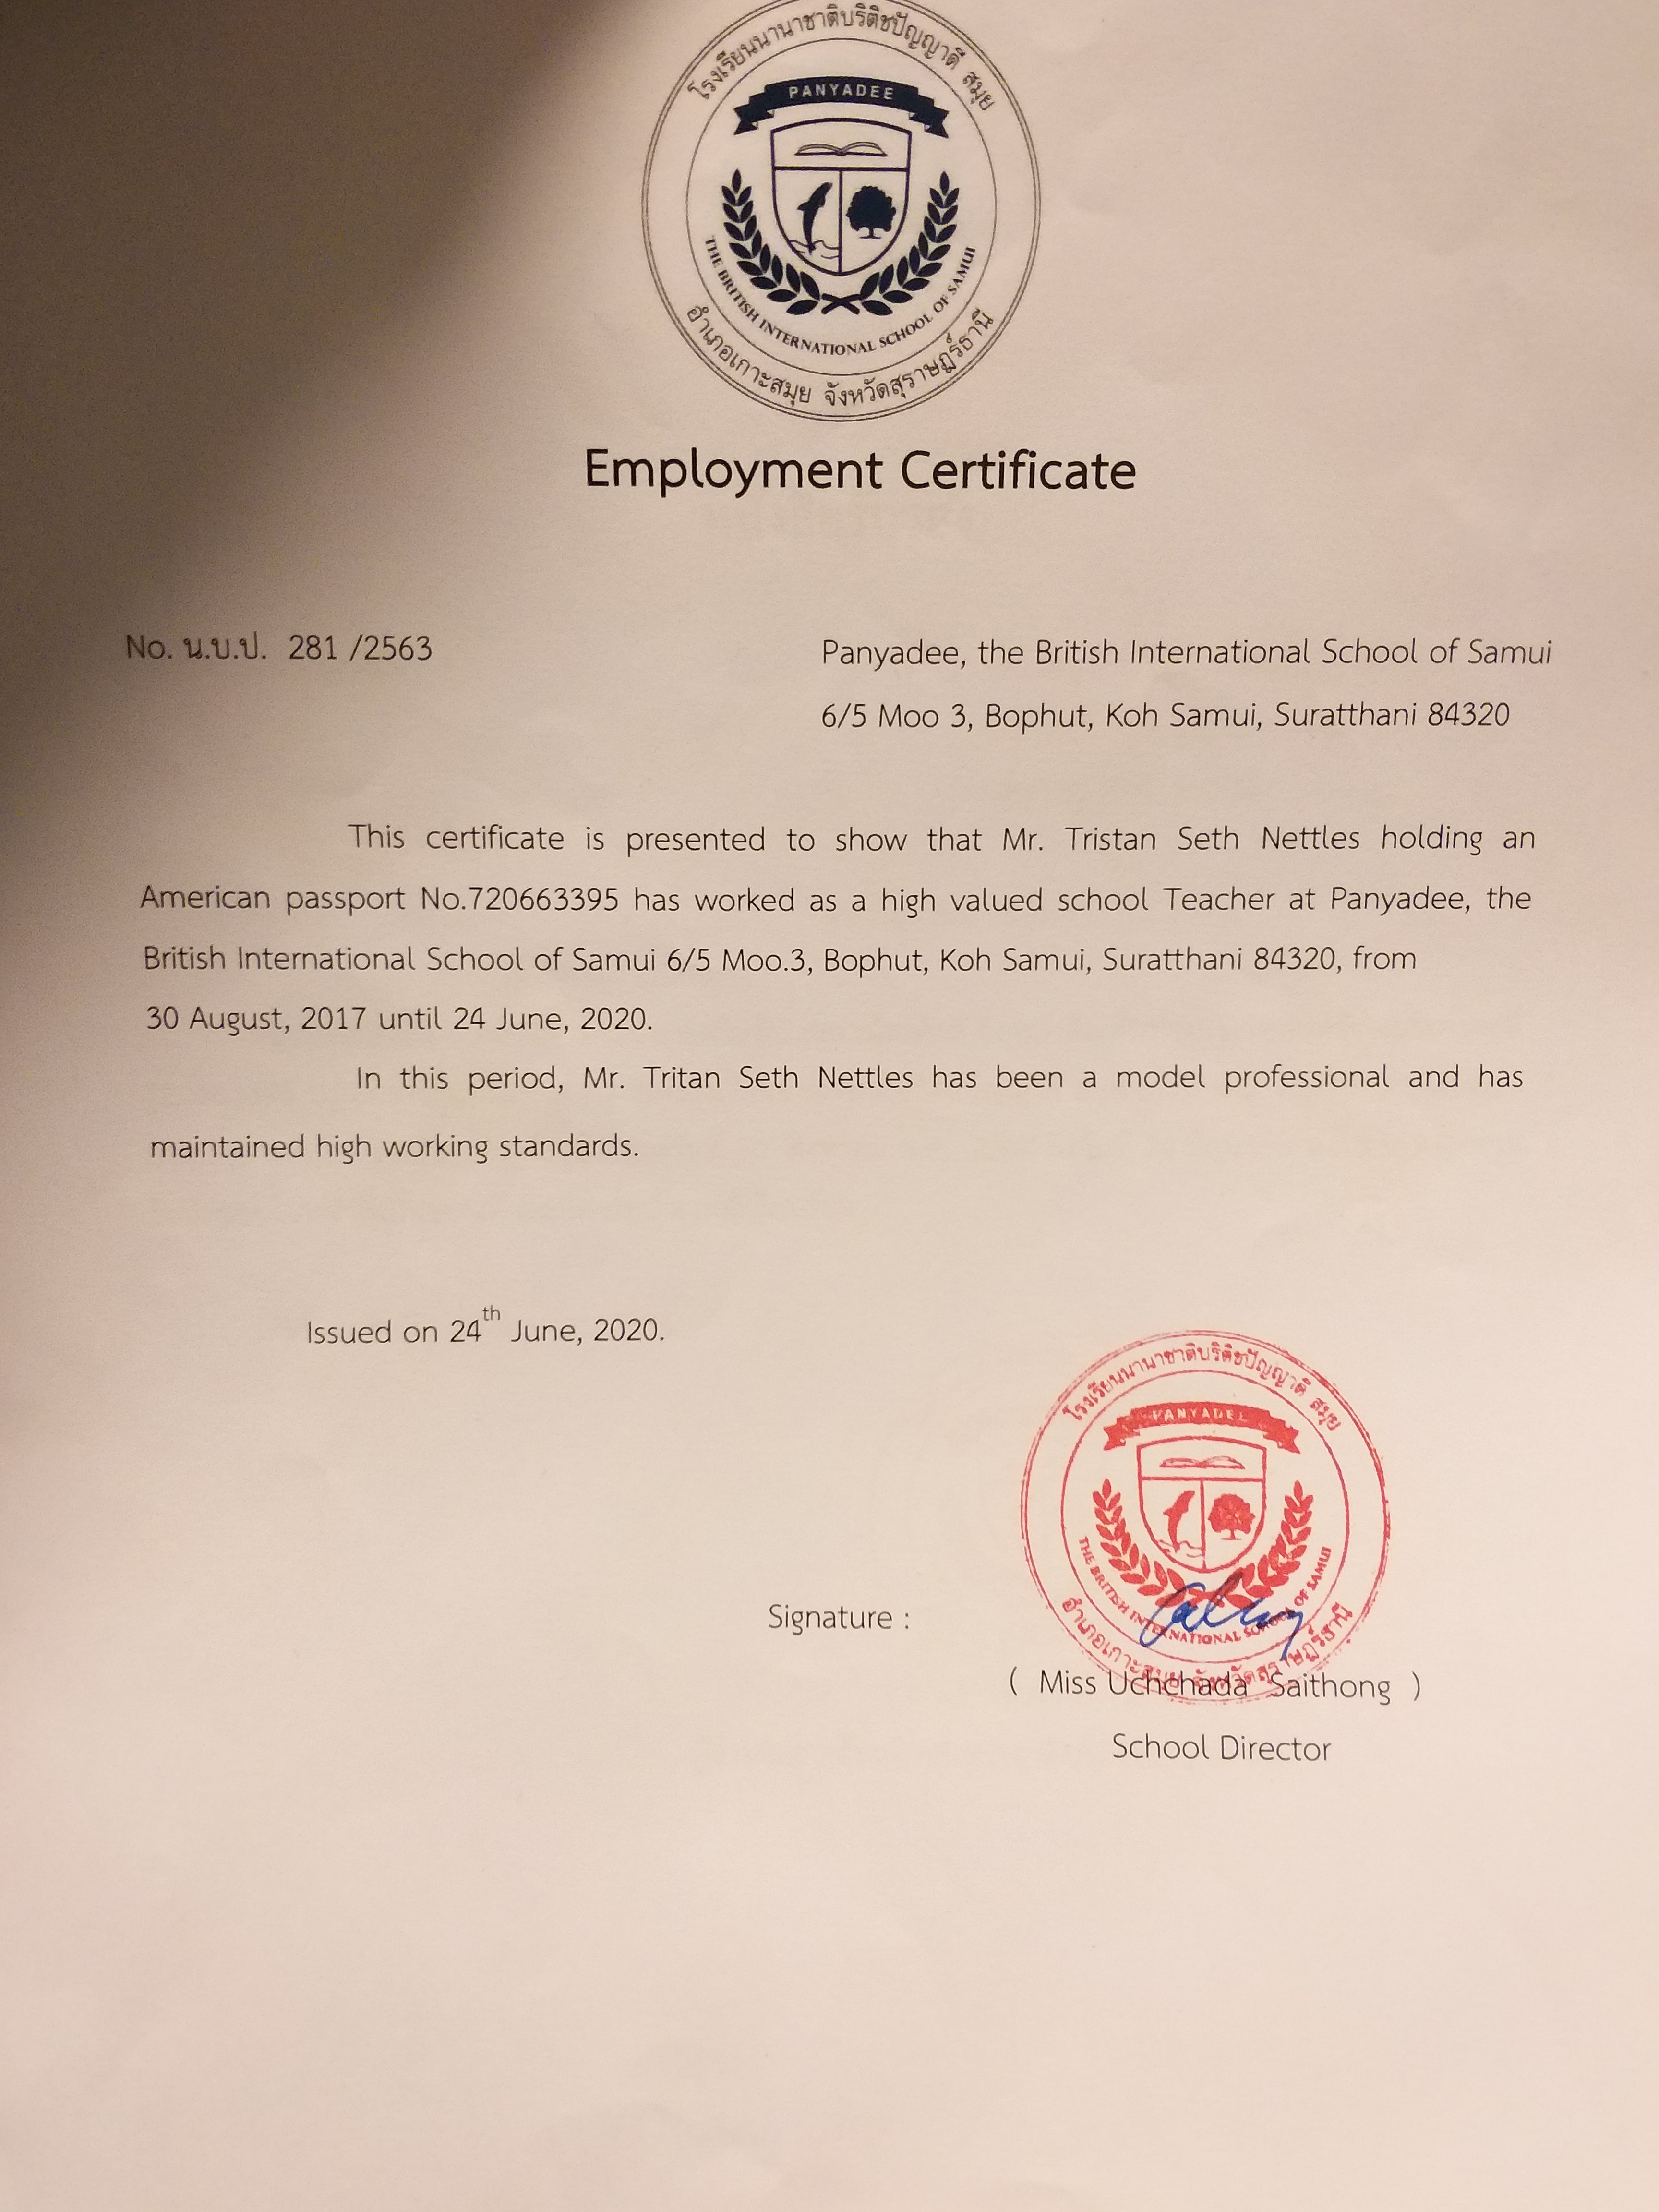 โรงเรียนนานาชาติบริติชปัญญาดี สมุย
PANYADEE
THE BRITISH INTERNATIONAL SCHOOL OF SAMUI
อำเภอเกาะสมุย จังหวัดสุราษฎร์ธานี
Employment Certificate
No. น.บ.ป. 281 /2563
Panyadee, the British International School of Samui
6/5 Moo 3, Bophut, Koh Samui, Suratthani 84320
This certificate is presented to show that Mr. Tristan Seth Nettles holding an
American passport No.720663395 has worked as a high valued school Teacher at Panyadee, the
British International School of Samui 6/5 Moo.3, Bophut, Koh Samui, Suratthani 84320, from
30 August, 2017 until 24 June, 2020.
In this period, Mr. Tritan Seth Nettles has been a model professional and has
maintained high working standards.
Issued on 24th June, 2020.
โรงเรียนนานาชาติบริติชปัญญาดี สมุย
PANYADEE
THE BRITISH INTERNATIONAL SCHOOL OF SAMUI
อำเภอเกาะสมุย จังหวัดสุราษฎร์ธานี
Signature :
( Miss Uchchada Saithong )
School Director